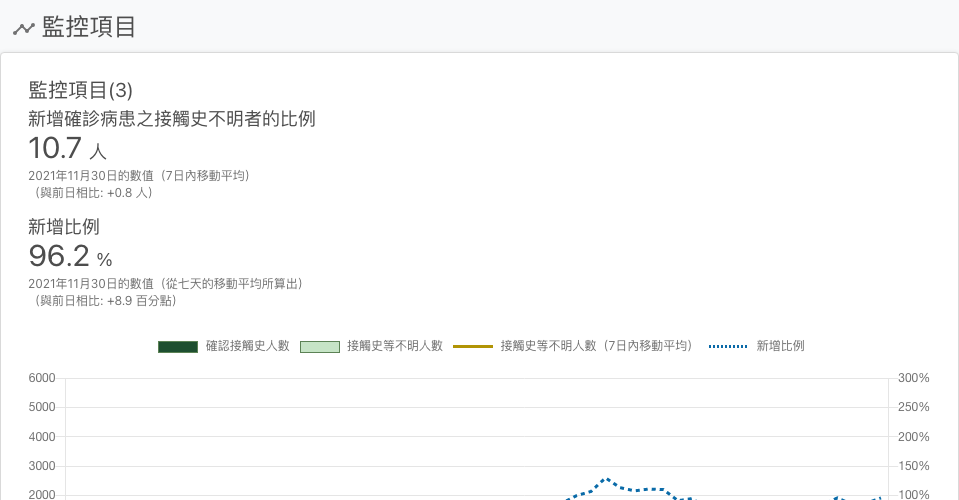 監控項目
監控項目(3)
新增確診病患之接觸史不明者的比例
10.7 人
2021年11月30日的數值（7日內移動平均）
（與前日相比: +0.8 人）
新增比例
96.2 %
2021年11月30日的數值（從七天的移動平均所算出）
（與前日相比: +8.9 百分點）
確認接觸史人數 接觸史等不明人數 接觸史等不明人數（7日內移動平均） 新增比例
6000 300%
5000 250%
4000 200%
3000 150%
2000 100%